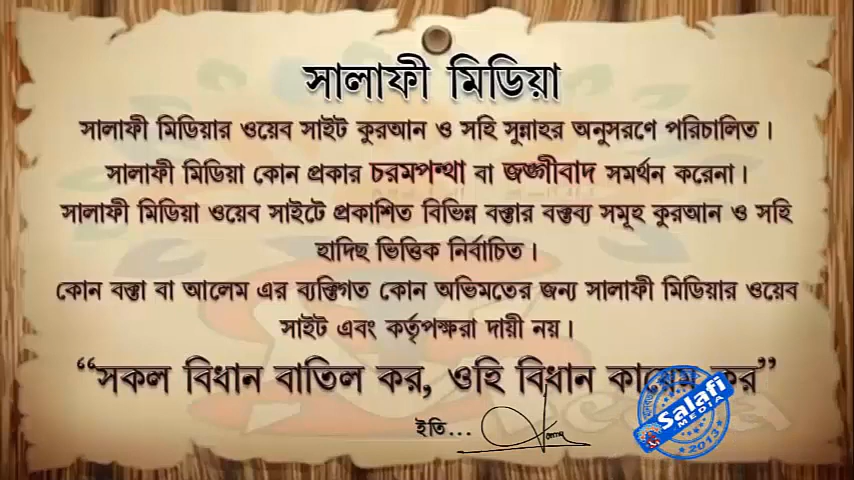 সালাফী মিডিয়া
সালাফী মিডিয়ার ওয়েব সাইট কুরআন ও সহি সুন্নাহর অনুসরণে পরিচালিত।
সালাফী মিডিয়া কোন প্রকার চরমপন্থা বা জঙ্গীবাদ সমর্থন করেনা।
সালাফী মিডিয়া ওয়েব সাইটে প্রকাশিত বিভিন্ন বক্তার বক্তব্য সমূহ কুরআন ও সহি
হাদিছ ভিত্তিক নির্বাচিত।
কোন বক্তা বা আলেম এর ব্যক্তিগত কোন অভিমতের জন্য সালাফী মিডিয়ার ওয়েব
সাইট এবং কর্তৃপক্ষরা দায়ী নয়।
“সকল বিধান বাতিল কর, ওহি বিধান কায়েম কর”
ইতি...
Salafi
MEDIA
2013